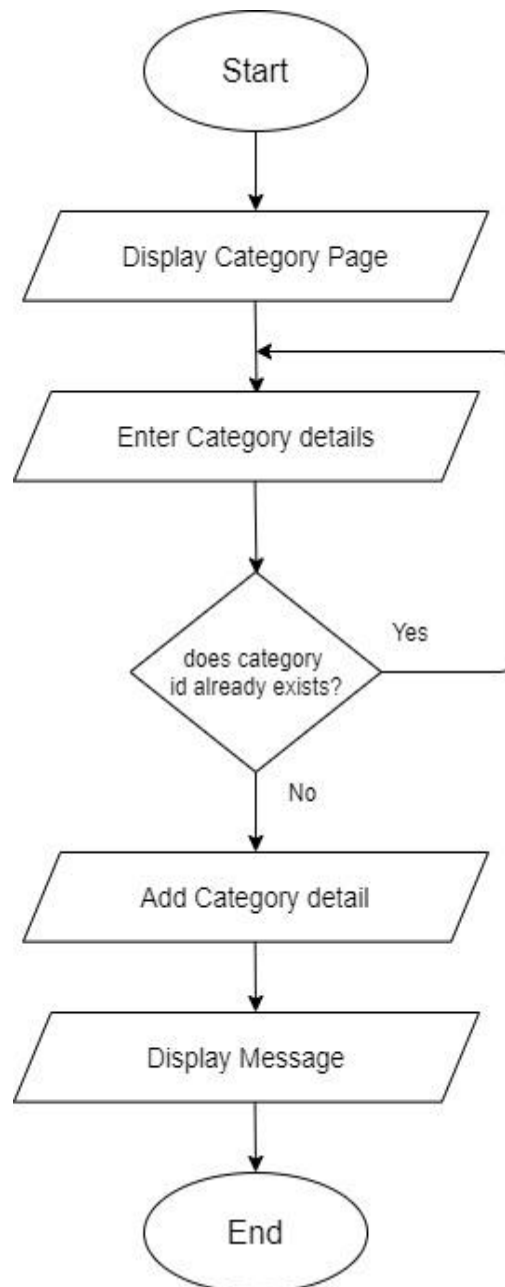 Start
Display Category Page
Enter Category details
does category
id already exists?
Yes
No
Add Category detail
Display Message
End